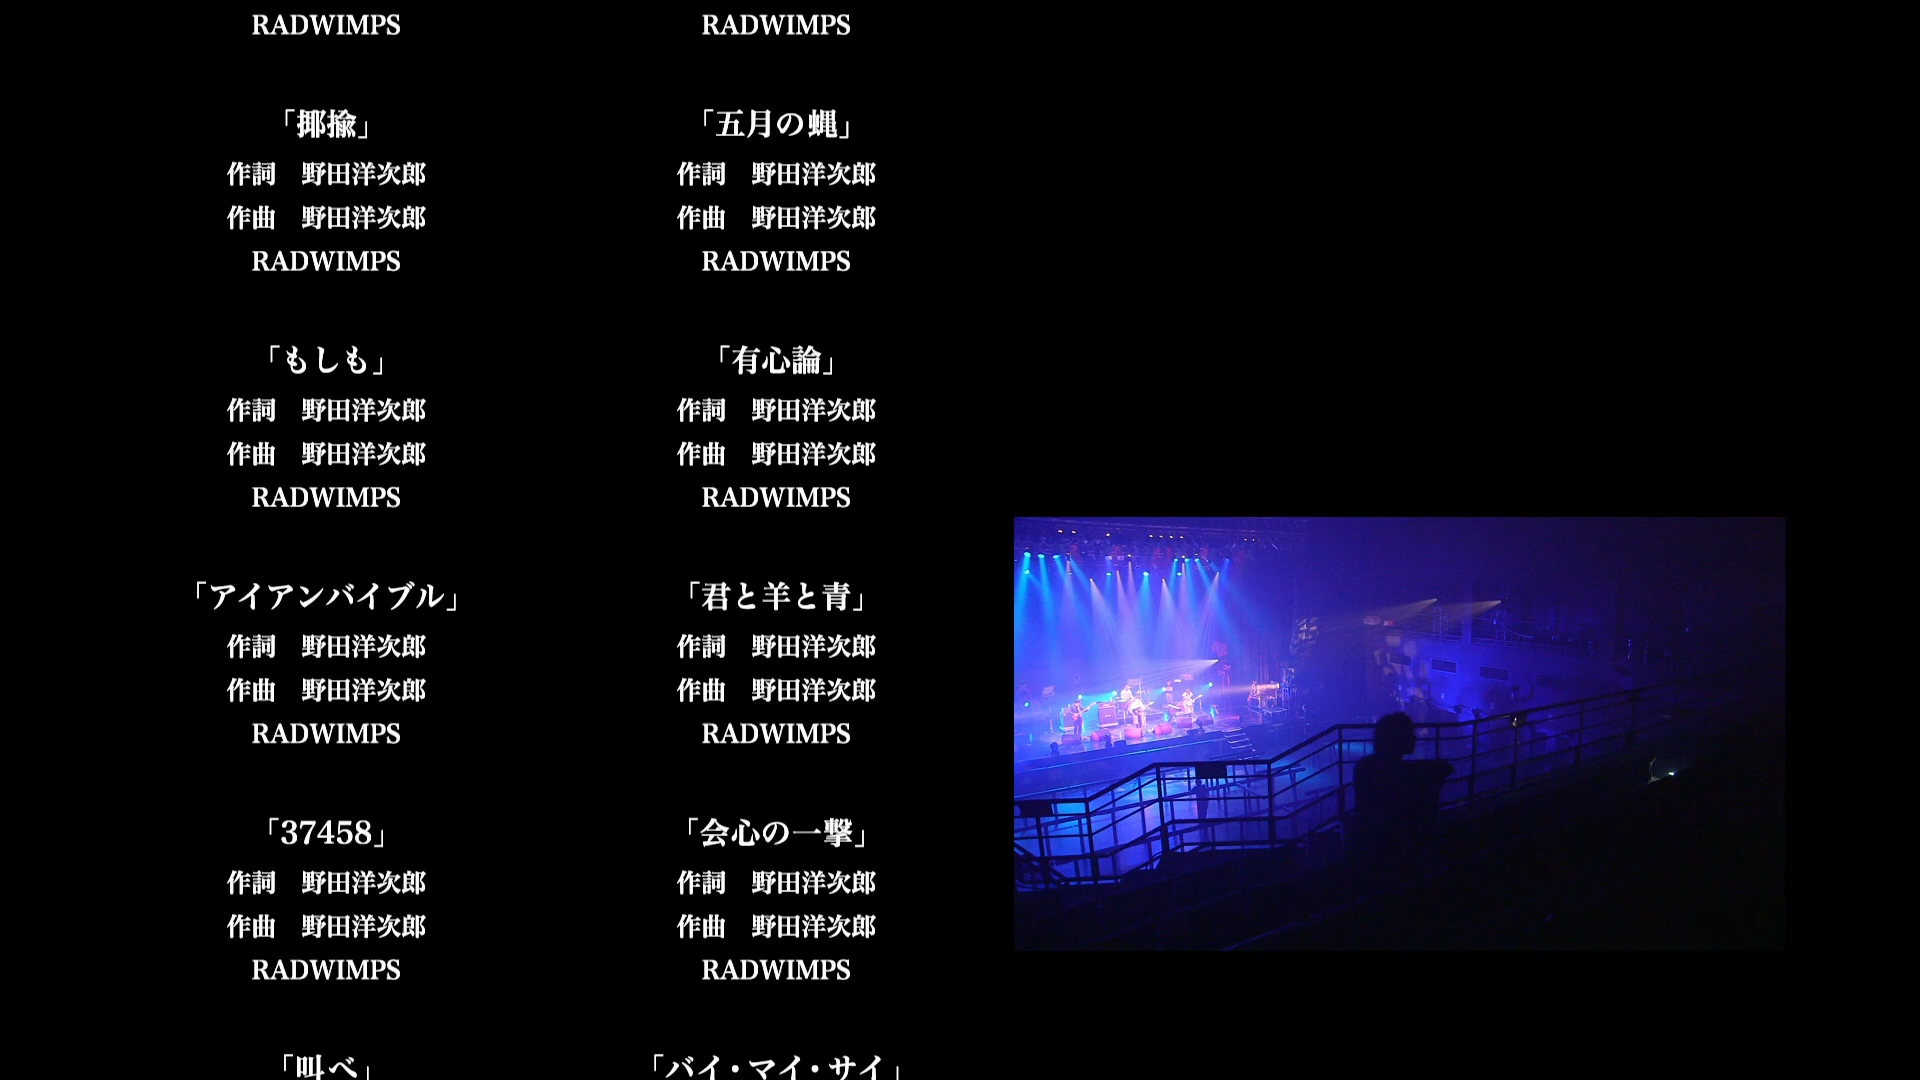 RADWIMPS
「揶揄」
作詞　野田洋次郎
作曲　野田洋次郎
RADWIMPS
「もしも」
作詞　野田洋次郎
作曲　野田洋次郎
RADWIMPS
「アイアンバイブル」
作詞　野田洋次郎
作曲　野田洋次郎
RADWIMPS
「37458」
作詞　野田洋次郎
作曲　野田洋次郎
RADWIMPS
「叫べ」
RADWIMPS
「五月の蝿」
作詞　野田洋次郎
作曲　野田洋次郎
RADWIMPS
「有心論」
作詞　野田洋次郎
作曲　野田洋次郎
RADWIMPS
「君と羊と青」
作詞　野田洋次郎
作曲　野田洋次郎
RADWIMPS
「会心の一撃」
作詞　野田洋次郎
作曲　野田洋次郎
RADWIMPS
「バイ・マイ・サイ」